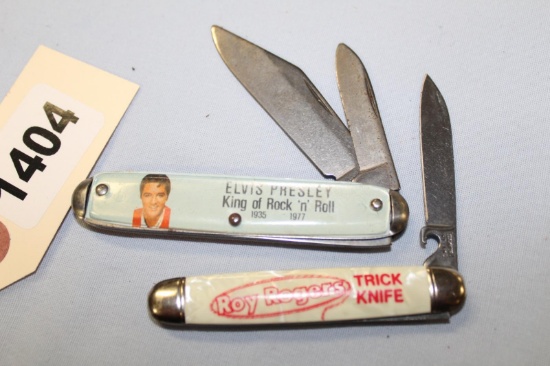 1404
ELVIS PRESLEY
King of Rock 'n' Roll
1935 1977
Roy Rogers
TRICK
KNIFE